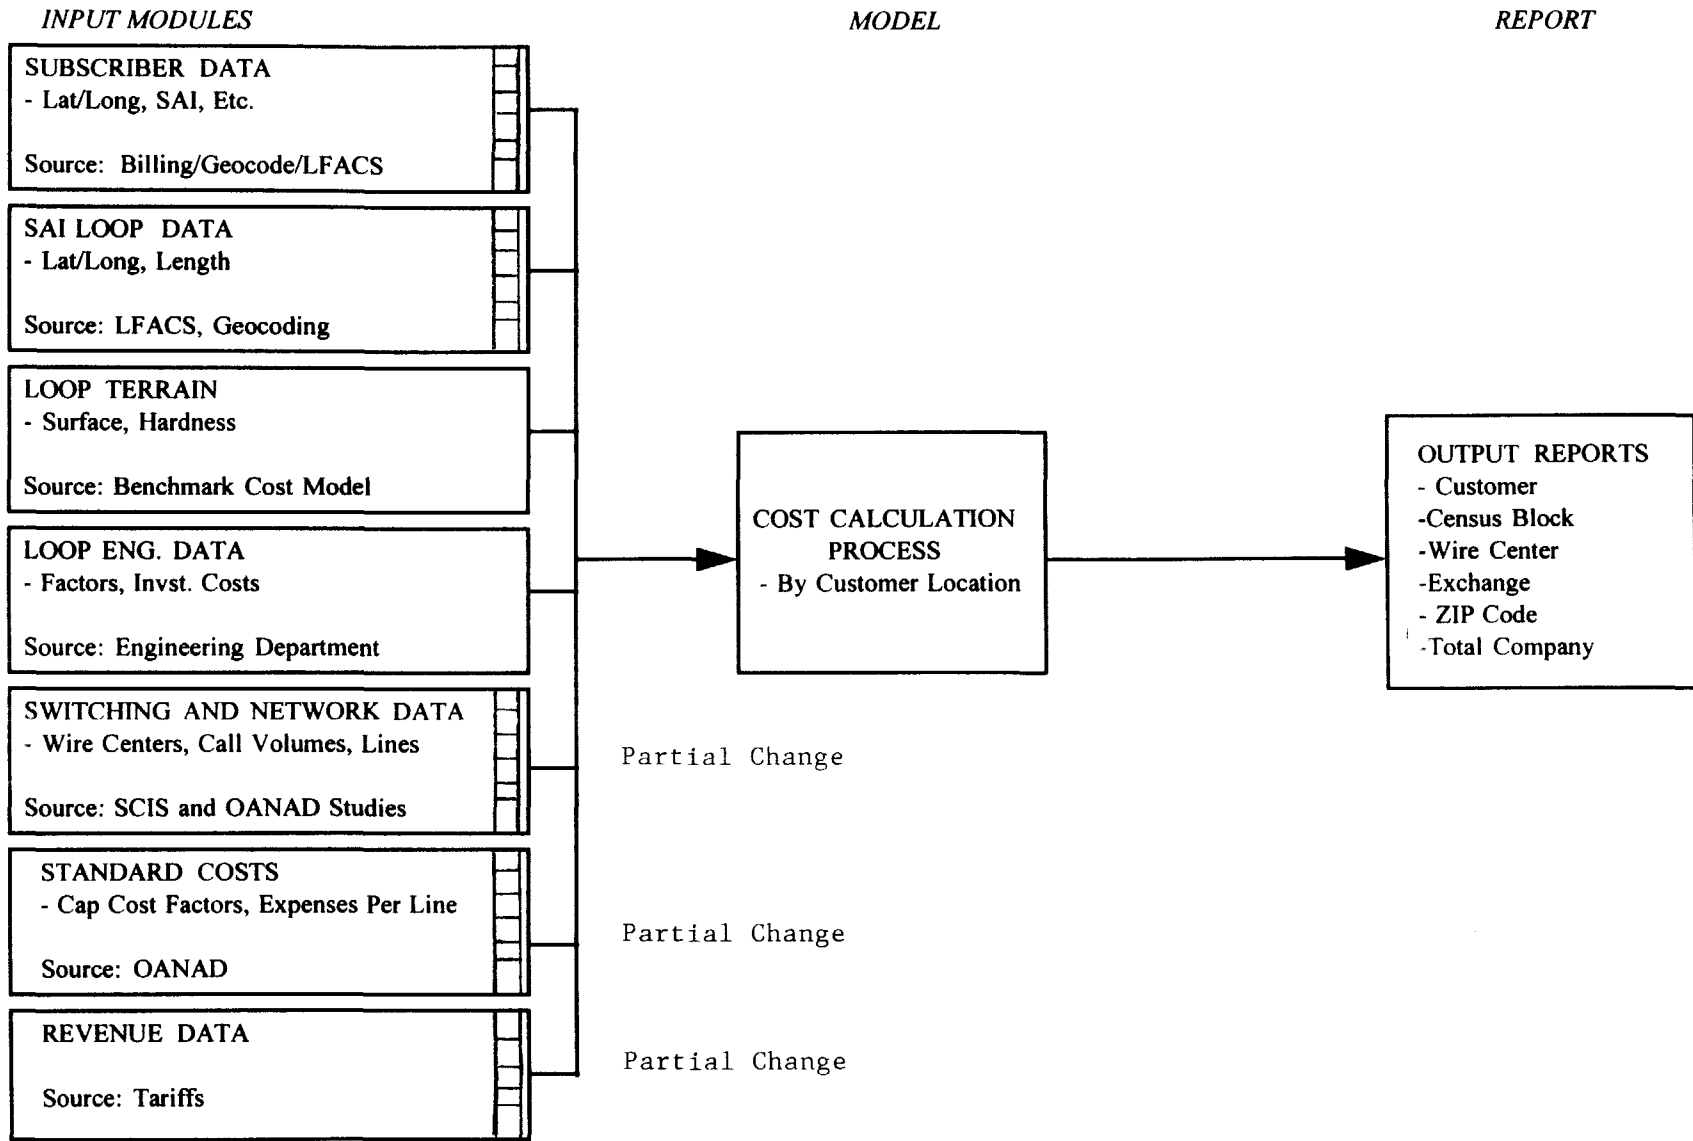 INPUT MODULES
MODEL
REPORT
SUBSCRIBER DATA
- Lat/Long, SAI, Etc.
Source: Billing/Geocode/LFACS
SAI LOOP DATA
- Lat/Long, Length
Source: LFACS, Geocoding
LOOP TERRAIN
- Surface, Hardness
Source: Benchmark Cost Model
LOOP ENG. DATA
- Factors, Invst. Costs
Source: Engineering Department
SWITCHING AND NETWORK DATA
- Wire Centers, Call Volumes, Lines
Source: SCIS and OANAD Studies
Partial Change
STANDARD COSTS
- Cap Cost Factors, Expenses Per Line
Source: OANAD
Partial Change
REVENUE DATA
Source: Tariffs
Partial Change
COST CALCULATION
PROCESS
- By Customer Location
OUTPUT REPORTS
- Customer
-Census Block
-Wire Center
-Exchange
- ZIP Code
-Total Company